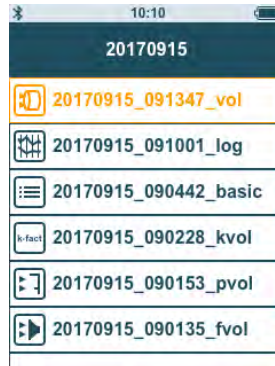 10:10
20170915
20170915_091347_vol
20170915_091001_log
20170915_090442_basic
k-fact 20170915_090228_kvol
20170915_090153_pvol
20170915_090135_fvol